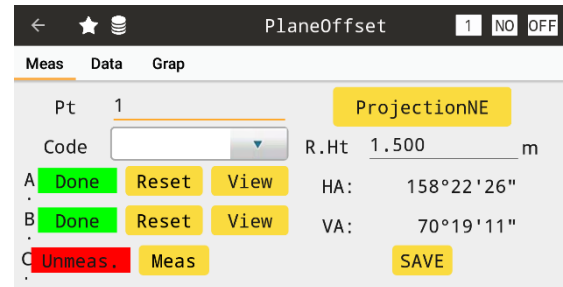 PlaneOffset 1 NO OFF
Meas Data Grap
Pt 1 ProjectionNE
Code R.Ht 1.500 m
A Done Reset View HA: 158°22'26"
B Done Reset View VA: 70°19'11"
C Unmeas. Meas SAVE